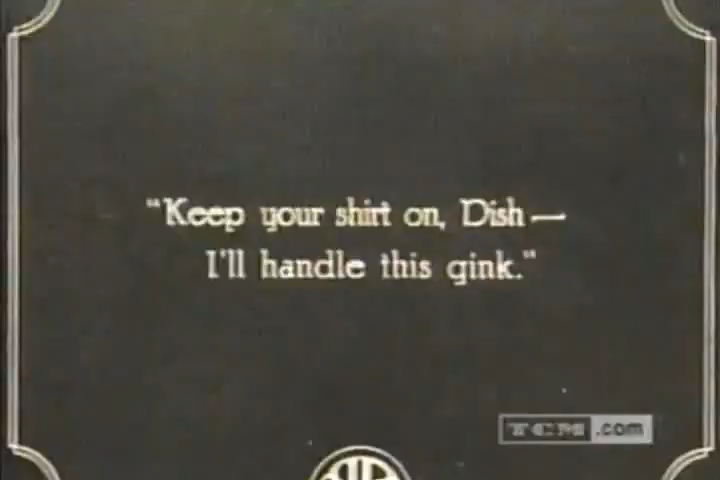 "Keep your shirt on, Dish—
I'll handle this gink."
TCM.com